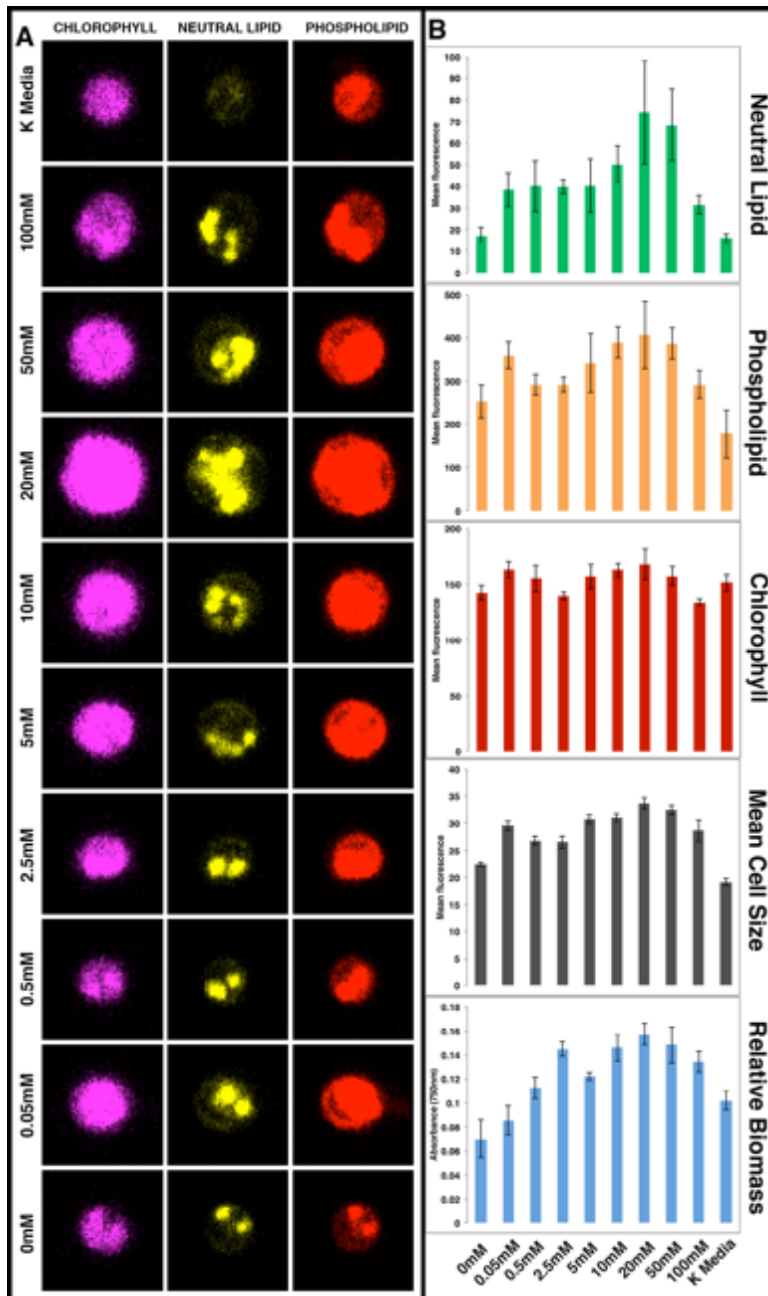 A
CHLOROPHYLL NEUTRAL LIPID PHOSPHOLIPID
K Media
100mM
50mM
20mM
10mM
5mM
2.5mM
0.5mM
0.05mM
0mM
B
Mean fluorescence
100
90
80
70
60
50
40
30
20
10
0
Neutral Lipid
Mean fluorescence
500
400
300
200
100
0
Phospholipid
Mean fluorescence
200
150
100
50
0
Chlorophyll
Mean fluorescence
40
35
30
25
20
15
10
5
0
Mean Cell Size
Absorbance (750nm)
0.18
0.16
0.14
0.12
0.1
0.08
0.06
0.04
0.02
0
Relative Biomass
0mM 0.05mM 0.5mM 2.5mM 5mM 10mM 20mM 50mM 100mM K Media